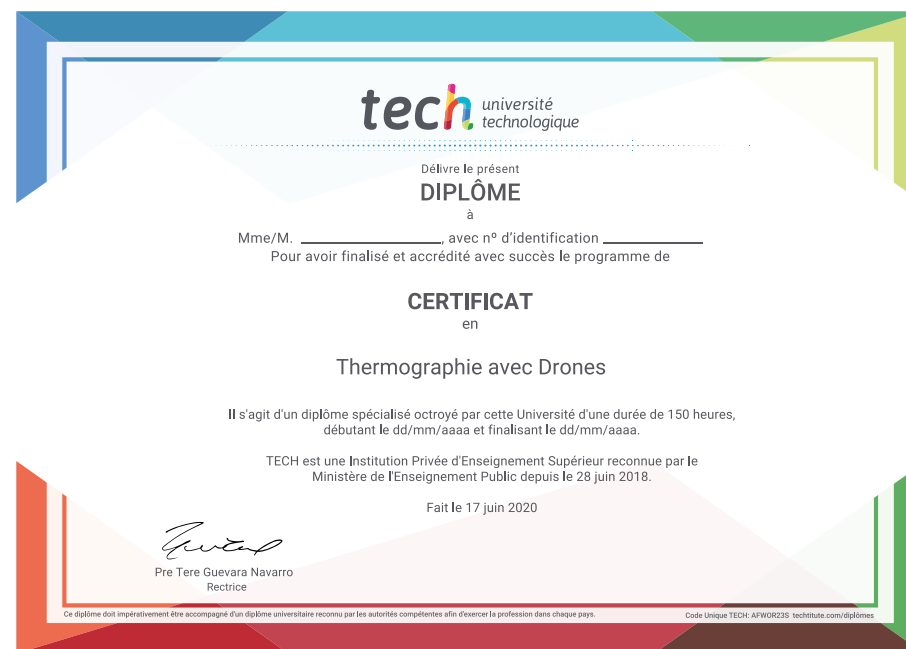 tech université
technologique
Délivre le présent
DIPLÔME
à
Mme/M. ____________________, avec nº d'identification ______________
Pour avoir finalisé et accrédité avec succès le programme de
CERTIFICAT
en
Thermographie avec Drones
Il s'agit d'un diplôme spécialisé octroyé par cette Université d'une durée de 150 heures,
débutant le dd/mm/aaaa et finalisant le dd/mm/aaaa.
TECH est une Institution Privée d'Enseignement Supérieur reconnue par le
Ministère de l'Enseignement Public depuis le 28 juin 2018.
Fait le 17 juin 2020
Pre Tere Guevara Navarro
Rectrice
Ce diplôme doit impérativement être accompagné d'un diplôme universitaire reconnu par les autorités compétentes afin d'exercer la profession dans chaque pays.
Code Unique TECH: AFWOR23S techtitute.com/diplômes